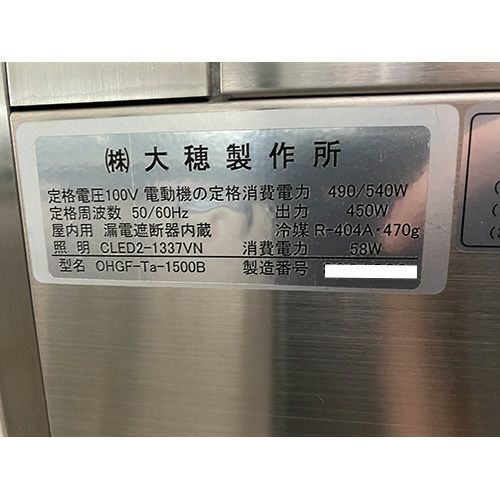 ㈱ 大穂製作所
定格電圧100V 電動機の定格消費電力 490/540W
定格周波数 50/60Hz 出力 450W
屋内用 漏電遮断器内蔵 冷媒 R-404A・470g
照 明 CLED2-1337VN 消費電力 58W
型名 OHGF-Ta-1500B 製造番号